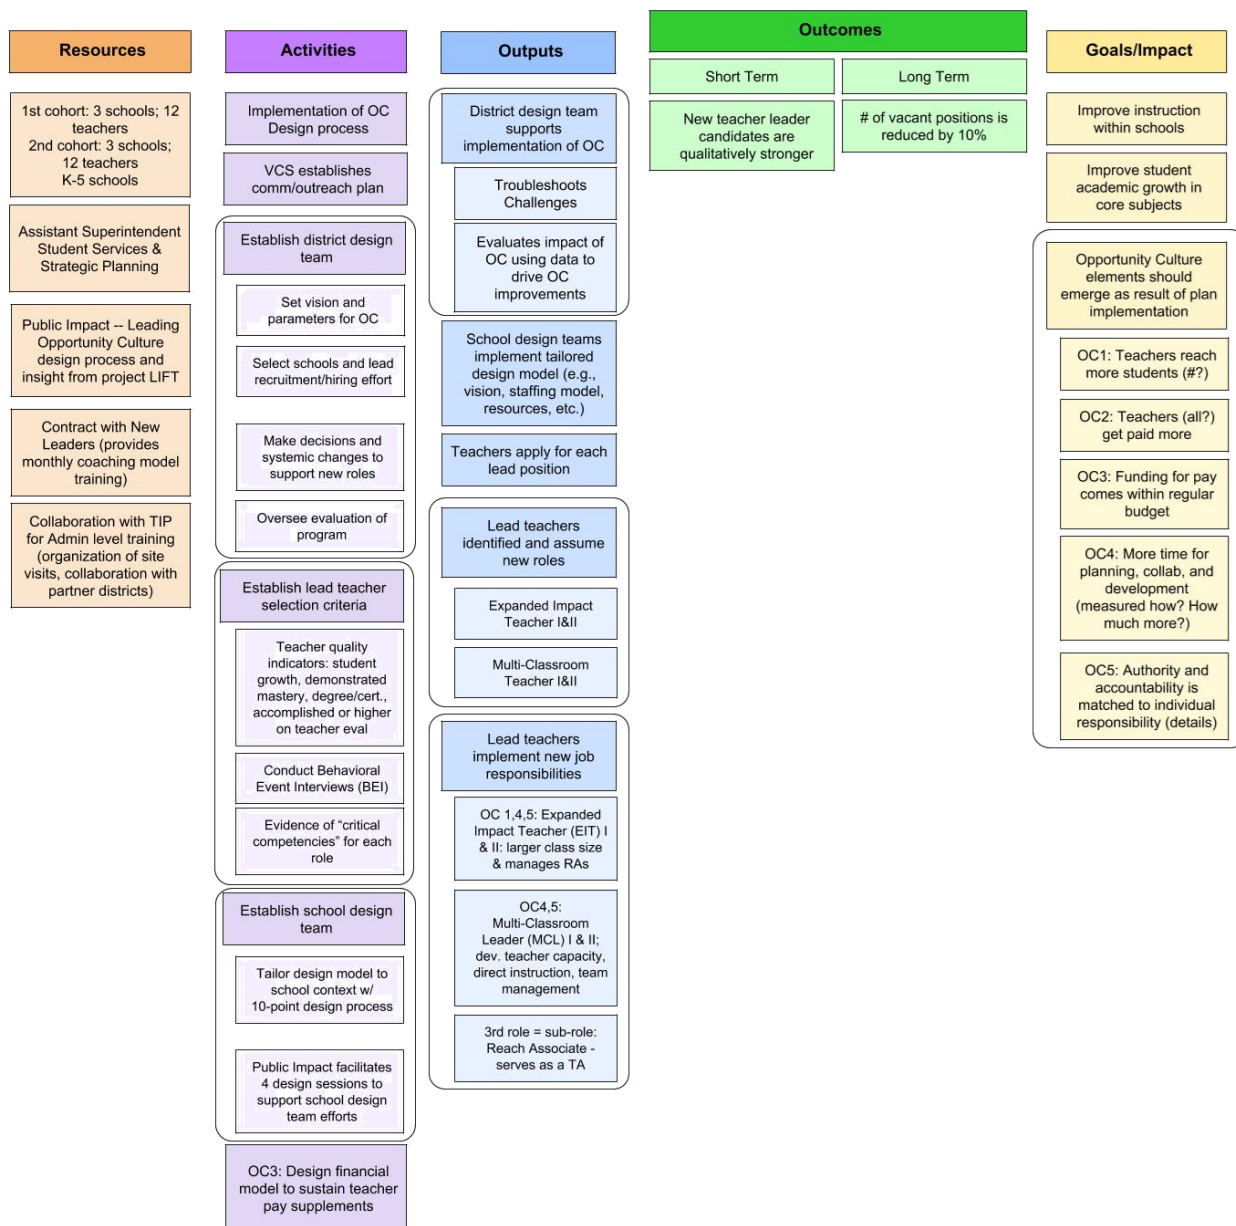 Resources
1st cohort: 3 schools; 12
teachers
2nd cohort: 3 schools;
12 teachers
K-5 schools
Assistant Superintendent
Student Services &
Strategic Planning
Public Impact -- Leading
Opportunity Culture
design process and
insight from project LIFT
Contract with New
Leaders (provides
monthly coaching model
training)
Collaboration with TIP
for Admin level training
(organization of site
visits, collaboration with
partner districts)
Activities
Implementation of OC
Design process
VCS establishes
comm/outreach plan
Establish district design
team
Set vision and
parameters for OC
Select schools and lead
recruitment/hiring effort
Make decisions and
systemic changes to
support new roles
Oversee evaluation of
program
Establish lead teacher
selection criteria
Teacher quality
indicators: student
growth, demonstrated
mastery, degree/cert.,
accomplished or higher
on teacher eval
Conduct Behavioral
Event Interviews (BEI)
Evidence of “critical
competencies” for each
role
Establish school design
team
Tailor design model to
school context w/
10-point design process
Public Impact facilitates
4 design sessions to
support school design
team efforts
OC3: Design financial
model to sustain teacher
pay supplements
Outputs
District design team
supports
implementation of OC
Troubleshoots
Challenges
Evaluates impact of
OC using data to
drive OC
improvements
School design teams
implement tailored
design model (e.g.,
vision, staffing model,
resources, etc.)
Teachers apply for each
lead position
Lead teachers
identified and assume
new roles
Expanded Impact
Teacher I&II
Multi-Classroom
Teacher I&II
Lead teachers
implement new job
responsibilities
OC 1,4,5: Expanded
Impact Teacher (EIT) I
& II: larger class size
& manages RAs
OC4,5:
Multi-Classroom
Leader (MCL) I & II;
dev. teacher capacity,
direct instruction, team
management
3rd role = sub-role:
Reach Associate -
serves as a TA
Outcomes
Short Term
New teacher leader
candidates are
qualitatively stronger
Long Term
# of vacant positions is
reduced by 10%
Goals/Impact
Improve instruction
within schools
Improve student
academic growth in
core subjects
Opportunity Culture
elements should
emerge as result of plan
implementation
OC1: Teachers reach
more students (#?)
OC2: Teachers (all?)
get paid more
OC3: Funding for pay
comes within regular
budget
OC4: More time for
planning, collab, and
development
(measured how? How
much more?)
OC5: Authority and
accountability is
matched to individual
responsibility (details)